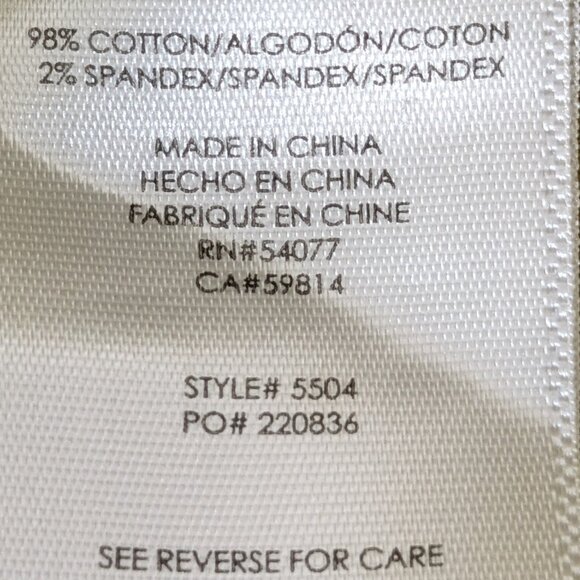 98% COTTON/ALGODÓN/COTON
2% SPANDEX/SPANDEX/SPANDEX
MADE IN CHINA
HECHO EN CHINA
FABRIQUÉ EN CHINE
RN#54077
CA#59814
STYLE# 5504
PO# 220836
SEE REVERSE FOR CARE